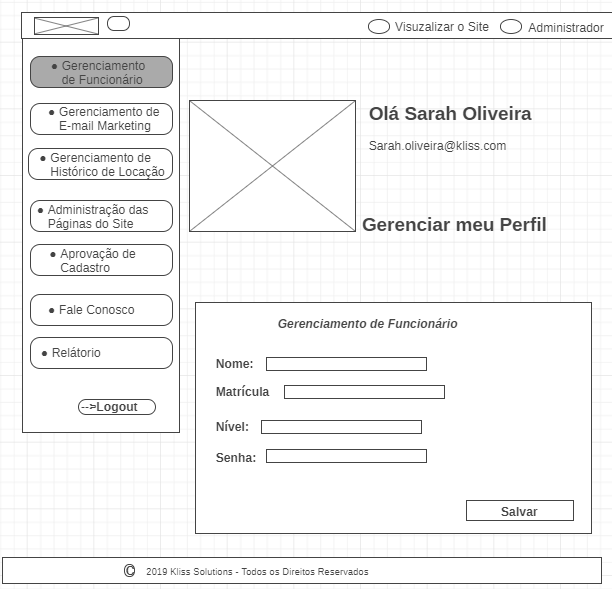 Visuzalizar o Site
Administrador
• Gerenciamento
de Funcionário
• Gerenciamento de
E-mail Marketing
• Gerenciamento de
Histórico de Locação
• Administração das
Páginas do Site
• Aprovação de
Cadastro
• Fale Conosco
• Relátorio
-->Logout
Olá Sarah Oliveira
Sarah.oliveira@kliss.com
Gerenciar meu Perfil
Gerenciamento de Funcionário
Nome:
Matrícula
Nível:
Senha:
Salvar
© 2019 Kliss Solutions - Todos os Direitos Reservados